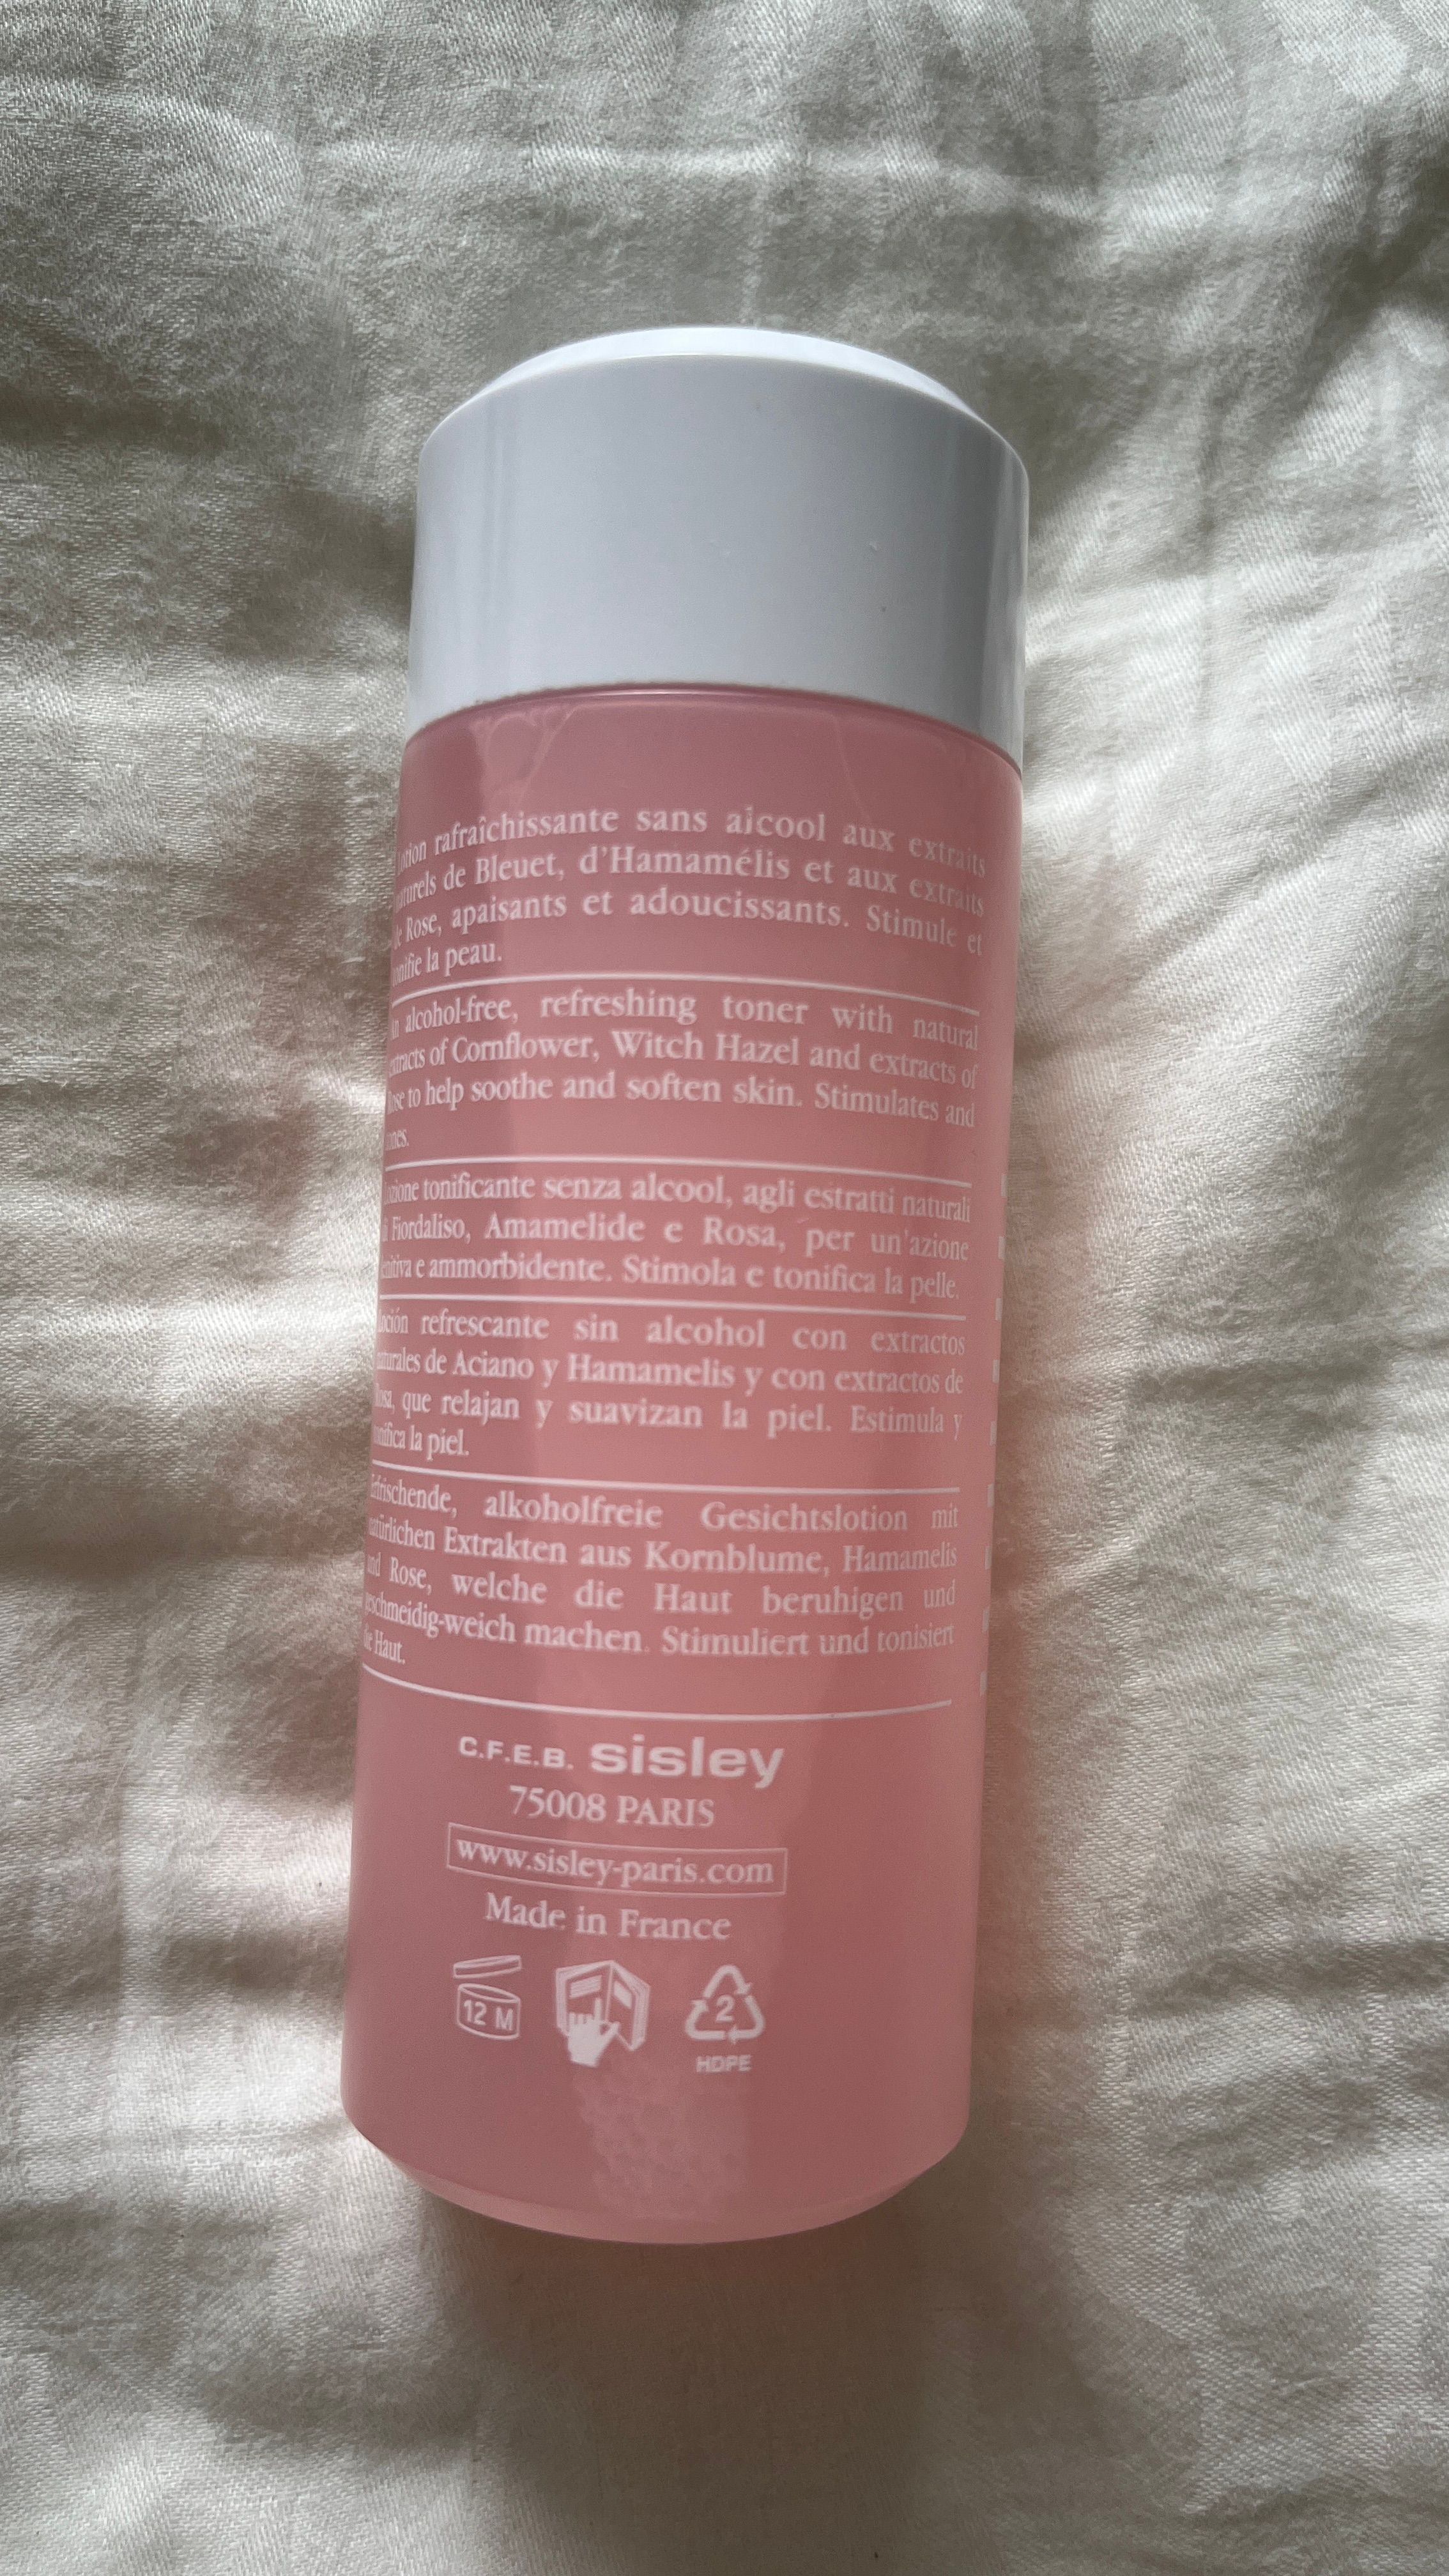 Lotion rafraîchissante sans alcool aux extraits
naturels de Bleuet, d'Hamamélis et aux extraits
de Rose, apaisants et adoucissants. Stimule et
tonifie la peau.
An alcohol-free, refreshing toner with natural
extracts of Cornflower, Witch Hazel and extracts of
Rose to help soothe and soften skin. Stimulates and
tones.
Lozione tonificante senza alcool, agli estratti naturali
di Fiordaliso, Amamelide e Rosa, per un'azione
lenitiva e ammorbidente. Stimola e tonifica la pelle.
Loción refrescante sin alcohol con extractos
naturales de Aciano y Hamamelis y con extractos de
Rosa, que relajan y suavizan la piel. Estimula y
tonifica la piel.
Erfrischende, alkoholfreie Gesichtslotion mit
natürlichen Extrakten aus Kornblume, Hamamelis
und Rose, welche die Haut beruhigen und
geschmeidig-weich machen. Stimuliert und tonisiert
die Haut.
C.F.E.B. sisley
75008 PARIS
www.sisley-paris.com
Made in France
12 M
2
HDPE